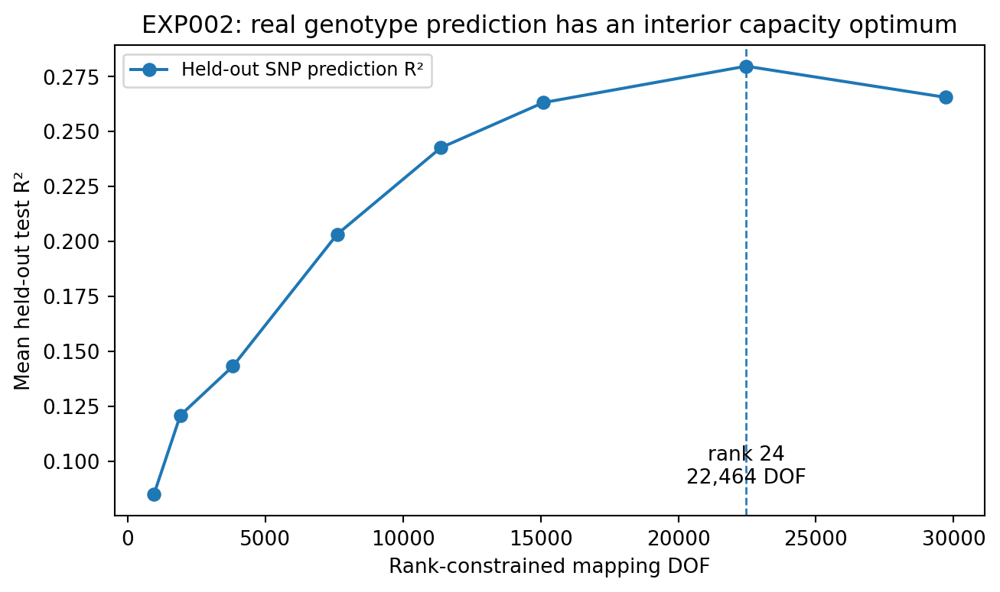 EXP002: real genotype prediction has an interior capacity optimum
Held-out SNP prediction R²
Mean held-out test R²
0.275
0.250
0.225
0.200
0.175
0.150
0.125
0.100
rank 24
22,464 DOF
0 5000 10000 15000 20000 25000 30000
Rank-constrained mapping DOF